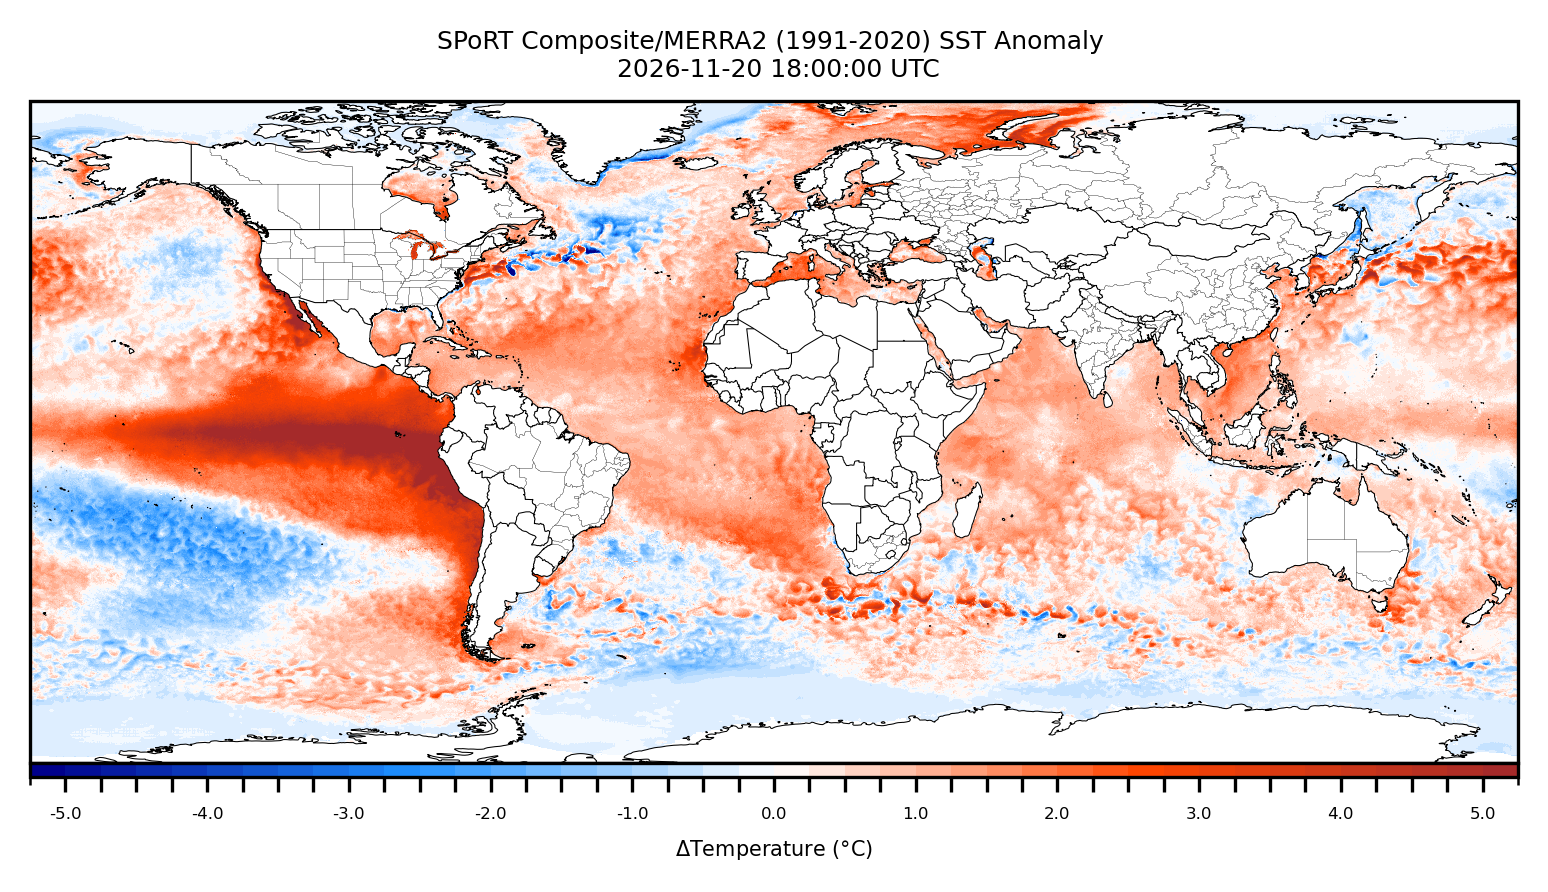 SPoRT Composite/MERRA2 (1991-2020) SST Anomaly
2026-11-20 18:00:00 UTC
-5.0 -4.0 -3.0 -2.0 -1.0 0.0 1.0 2.0 3.0 4.0 5.0
ΔTemperature (°C)